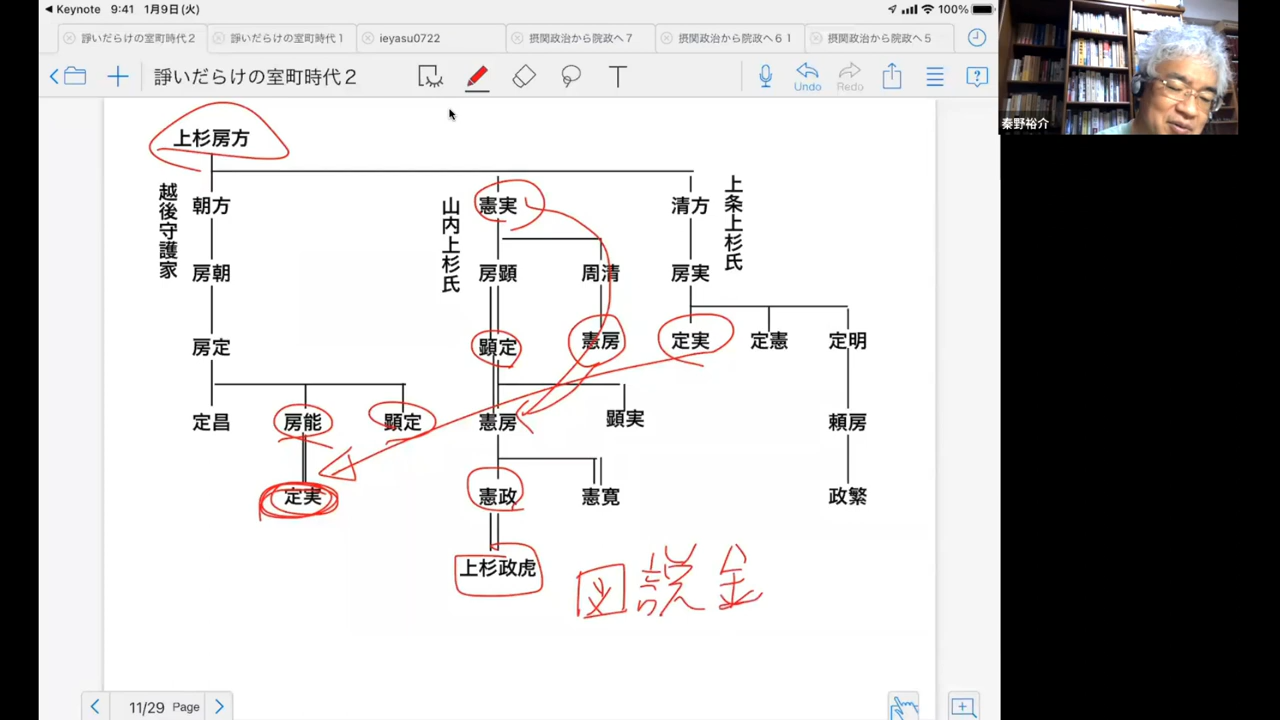 Keynote 9:41 1月9日(火) 100%
諍いだらけの室町時代2 諍いだらけの室町時代1 ieyasu0722 摂関政治から院政へ7 摂関政治から院政へ61 摂関政治から院政へ5
諍いだらけの室町時代2 T Undo Redo
秦野裕介
上杉房方
越後守護家 朝方 山内上杉氏 憲実 清方 上条上杉氏
房朝 房顕 周清 房実
房定 顕定 憲房 定実 定憲 定明
定昌 房能 顕定 憲房 顕実 頼房
定実 憲政 憲寛 政繁
上杉政虎
図説金
11/29 Page